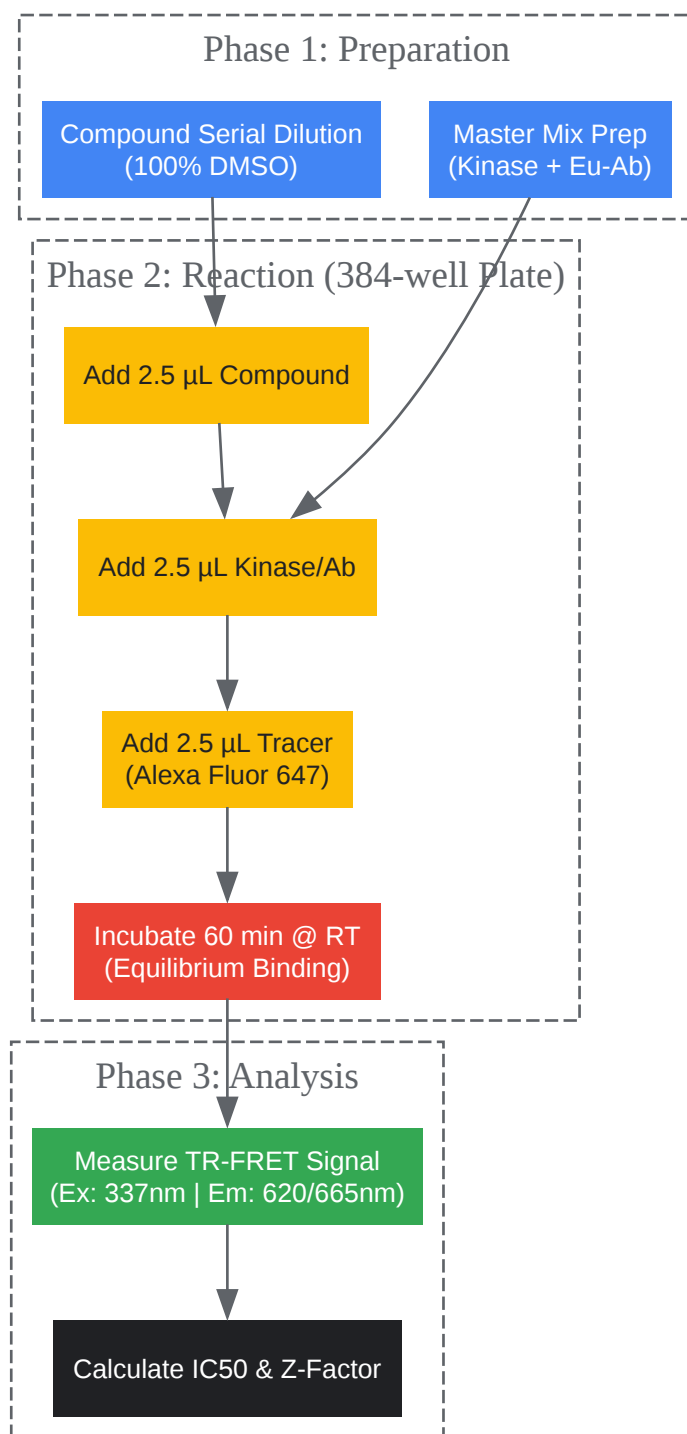 Phase 1: Preparation
Compound Serial Dilution
(100% DMSO)
Master Mix Prep
(Kinase + Eu-Ab)
Phase 2: Reaction (384-well Plate)
Add 2.5 µL Compound
Add 2.5 µL Kinase/Ab
Add 2.5 µL Tracer
(Alexa Fluor 647)
Incubate 60 min @ RT
(Equilibrium Binding)
Phase 3: Analysis
Measure TR-FRET Signal
(Ex: 337nm | Em: 620/665nm)
Calculate IC50 & Z-Factor